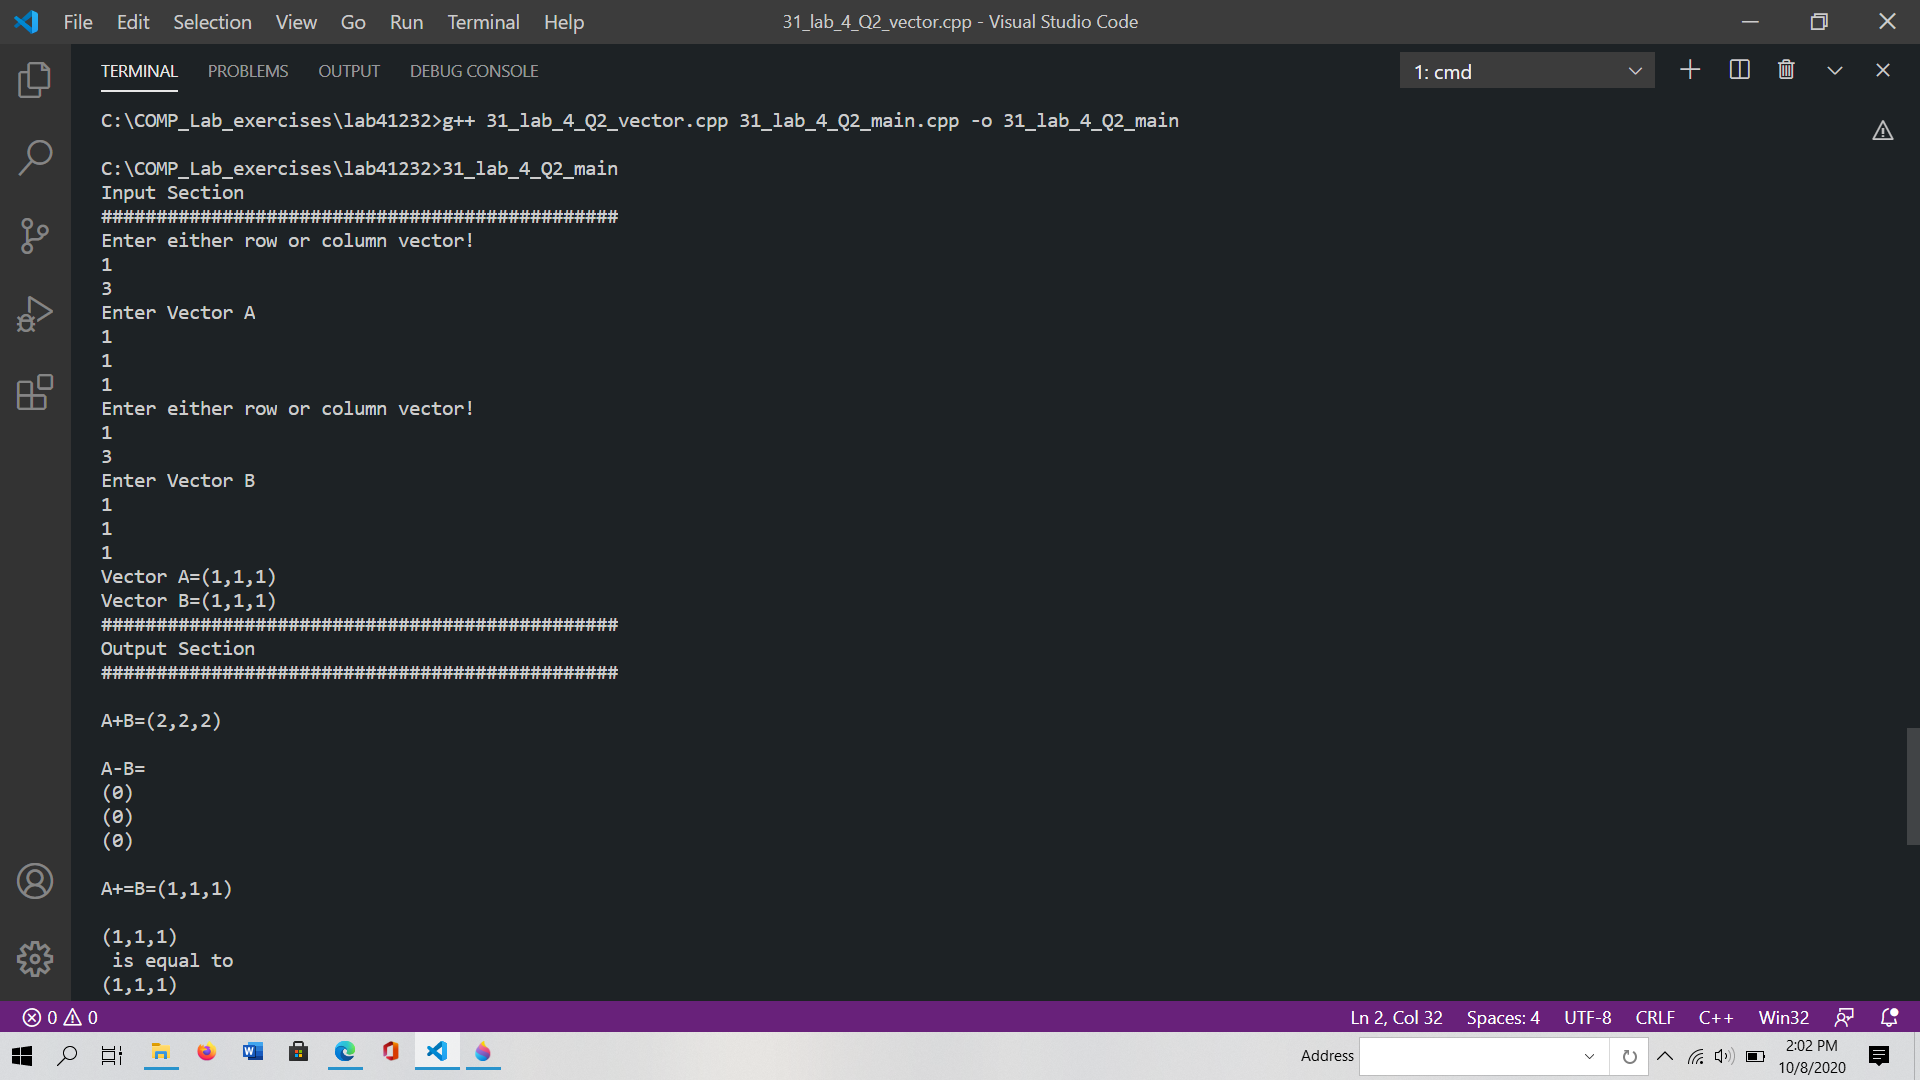 File Edit Selection View Go Run Terminal Help 31_lab_4_Q2_vector.cpp - Visual Studio Code
TERMINAL PROBLEMS OUTPUT DEBUG CONSOLE 1: cmd
C:\COMP_Lab_exercises\lab41232>g++ 31_lab_4_Q2_vector.cpp 31_lab_4_Q2_main.cpp -o 31_lab_4_Q2_main
C:\COMP_Lab_exercises\lab41232>31_lab_4_Q2_main
Input Section
###############################################
Enter either row or column vector!
1
3
Enter Vector A
1
1
1
Enter either row or column vector!
1
3
Enter Vector B
1
1
1
Vector A=(1,1,1)
Vector B=(1,1,1)
###############################################
Output Section
###############################################
A+B=(2,2,2)
A-B=
(0)
(0)
(0)
A+=B=(1,1,1)
(1,1,1)
 is equal to
(1,1,1)
0 0 Ln 2, Col 32 Spaces: 4 UTF-8 CRLF C++ Win32
Address 2:02 PM
10/8/2020